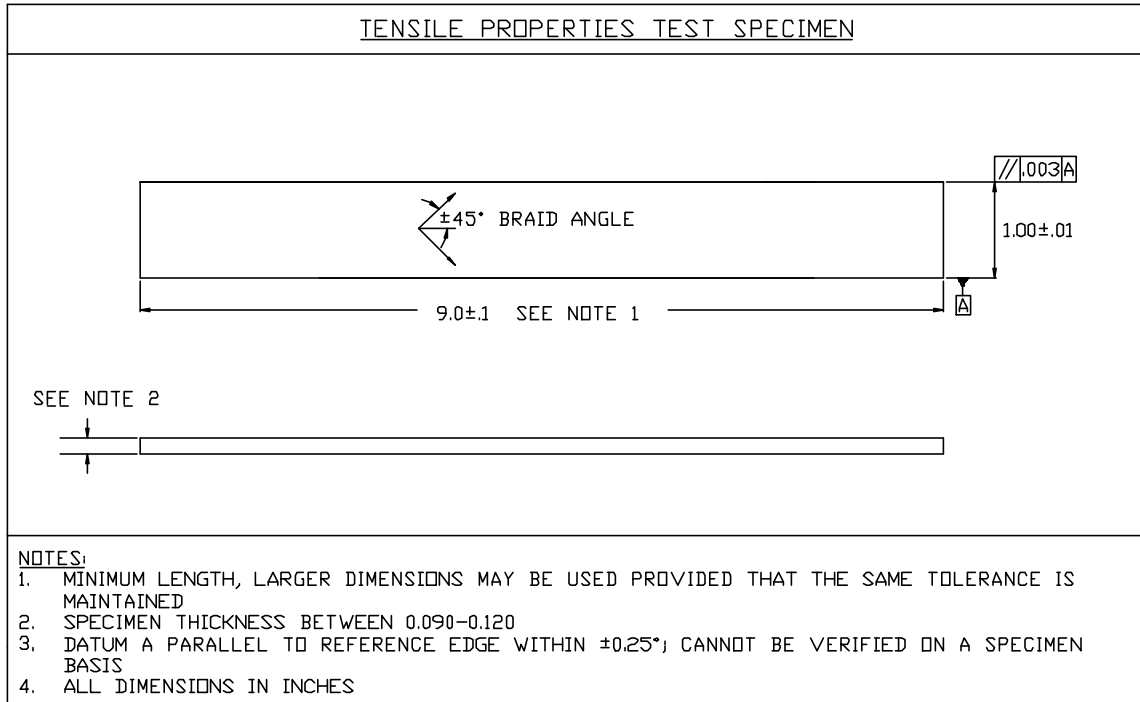 TENSILE PROPERTIES TEST SPECIMEN
//.003A
±45° BRAID ANGLE
1.00±.01
9.0±.1 SEE NOTE 1
A
SEE NOTE 2
NOTES:
1. MINIMUM LENGTH, LARGER DIMENSIONS MAY BE USED PROVIDED THAT THE SAME TOLERANCE IS
MAINTAINED
2. SPECIMEN THICKNESS BETWEEN 0.090-0.120
3. DATUM A PARALLEL TO REFERENCE EDGE WITHIN ±0.25°; CANNOT BE VERIFIED ON A SPECIMEN
BASIS
4. ALL DIMENSIONS IN INCHES